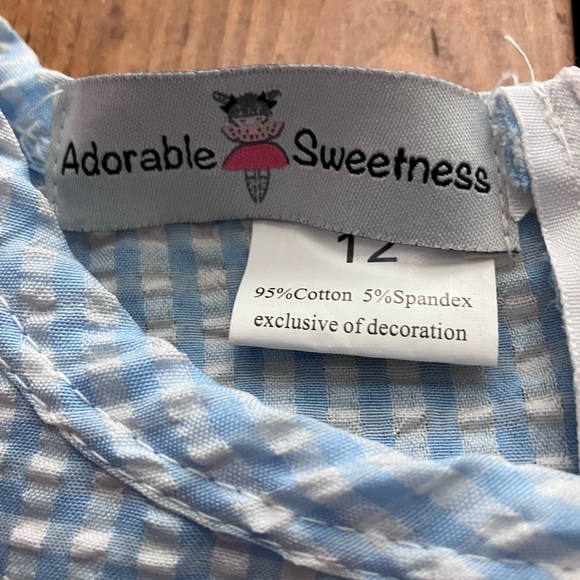 Adorable Sweetness
12
95%Cotton 5%Spandex
exclusive of decoration